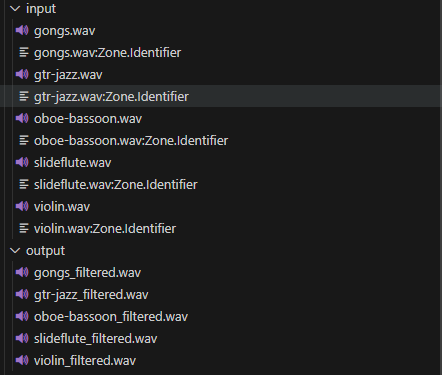 input
gongs.wav
gongs.wav:Zone.Identifier
gtr-jazz.wav
gtr-jazz.wav:Zone.Identifier
oboe-bassoon.wav
oboe-bassoon.wav:Zone.Identifier
slideflute.wav
slideflute.wav:Zone.Identifier
violin.wav
violin.wav:Zone.Identifier
output
gongs_filtered.wav
gtr-jazz_filtered.wav
oboe-bassoon_filtered.wav
slideflute_filtered.wav
violin_filtered.wav